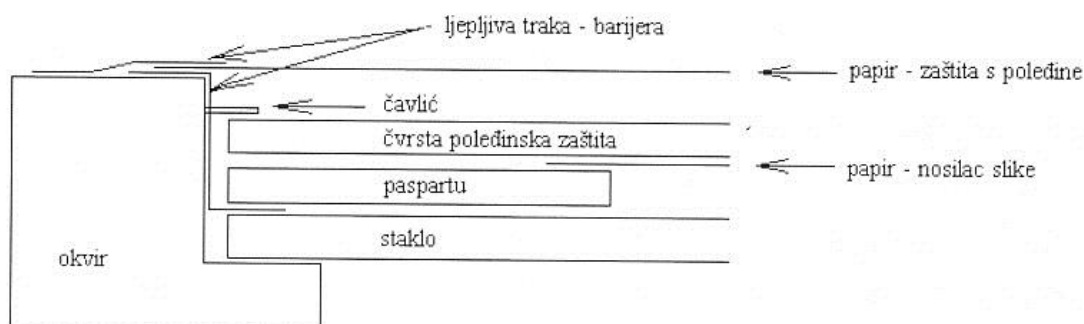 ljepljiva traka - barijera
papir - zaštita s poleđine
čavlić
čvrsta poleđinska zaštita
papir - nosilac slike
paspartu
staklo
okvir